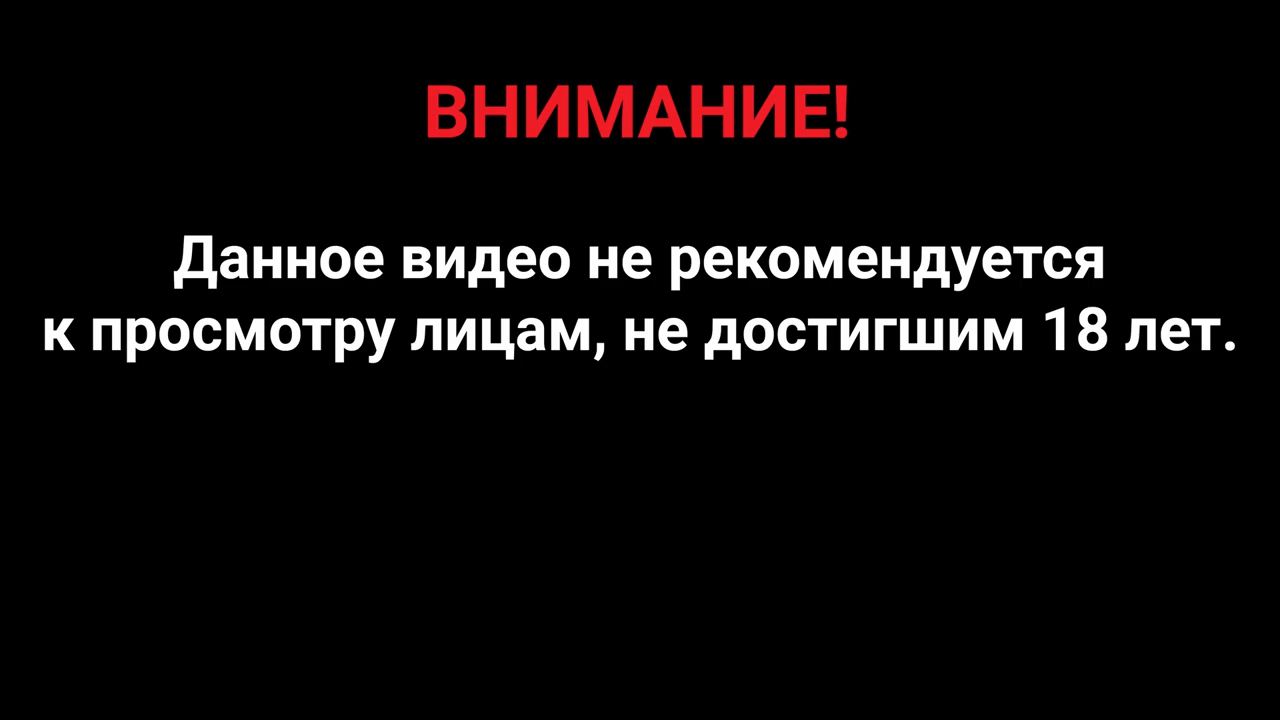 ВНИМАНИЕ!
Данное видео не рекомендуется
к просмотру лицам, не достигшим 18 лет.